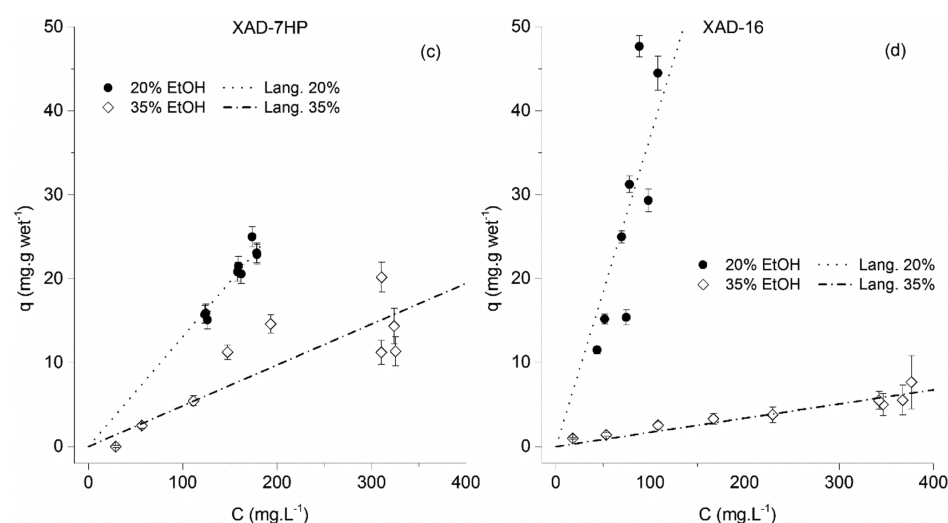 XAD-7HP
(c)
● 20% EtOH ····· Lang. 20%
◇ 35% EtOH –·–·– Lang. 35%
50
40
30
20
10
0
q (mg.g wet⁻¹)
0 100 200 300 400
C (mg.L⁻¹)
XAD-16
(d)
● 20% EtOH ····· Lang. 20%
◇ 35% EtOH –·–·– Lang. 35%
50
40
30
20
10
0
q (mg.g wet⁻¹)
0 100 200 300 400
C (mg.L⁻¹)